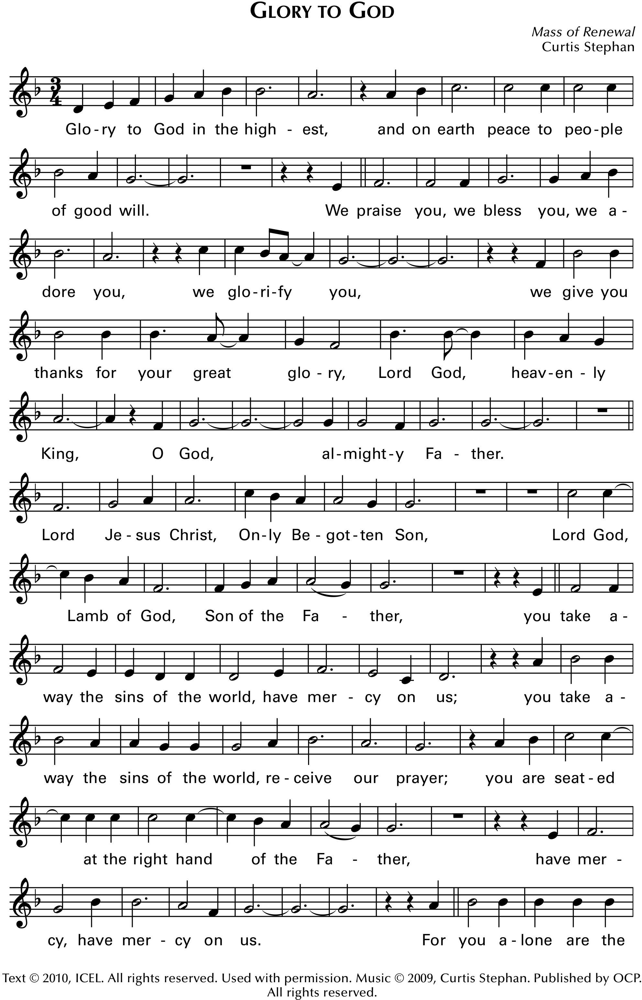 GLORY TO GOD
Mass of Renewal
Curtis Stephan
3
4
Glo - ry to God in the high - est, and on earth peace to peo - ple
of good will. We praise you, we bless you, we a -
dore you, we glo - ri - fy you, we give you
thanks for your great glo - ry, Lord God, heav - en - ly
King, O God, al - might - y Fa - ther.
Lord Je - sus Christ, On - ly Be - got - ten Son, Lord God,
Lamb of God, Son of the Fa - ther, you take a -
way the sins of the world, have mer - cy on us; you take a -
way the sins of the world, re - ceive our prayer; you are seat - ed
at the right hand of the Fa - ther, have mer -
cy, have mer - cy on us. For you a - lone are the
Text © 2010, ICEL. All rights reserved. Used with permission. Music © 2009, Curtis Stephan. Published by OCP.
All rights reserved.